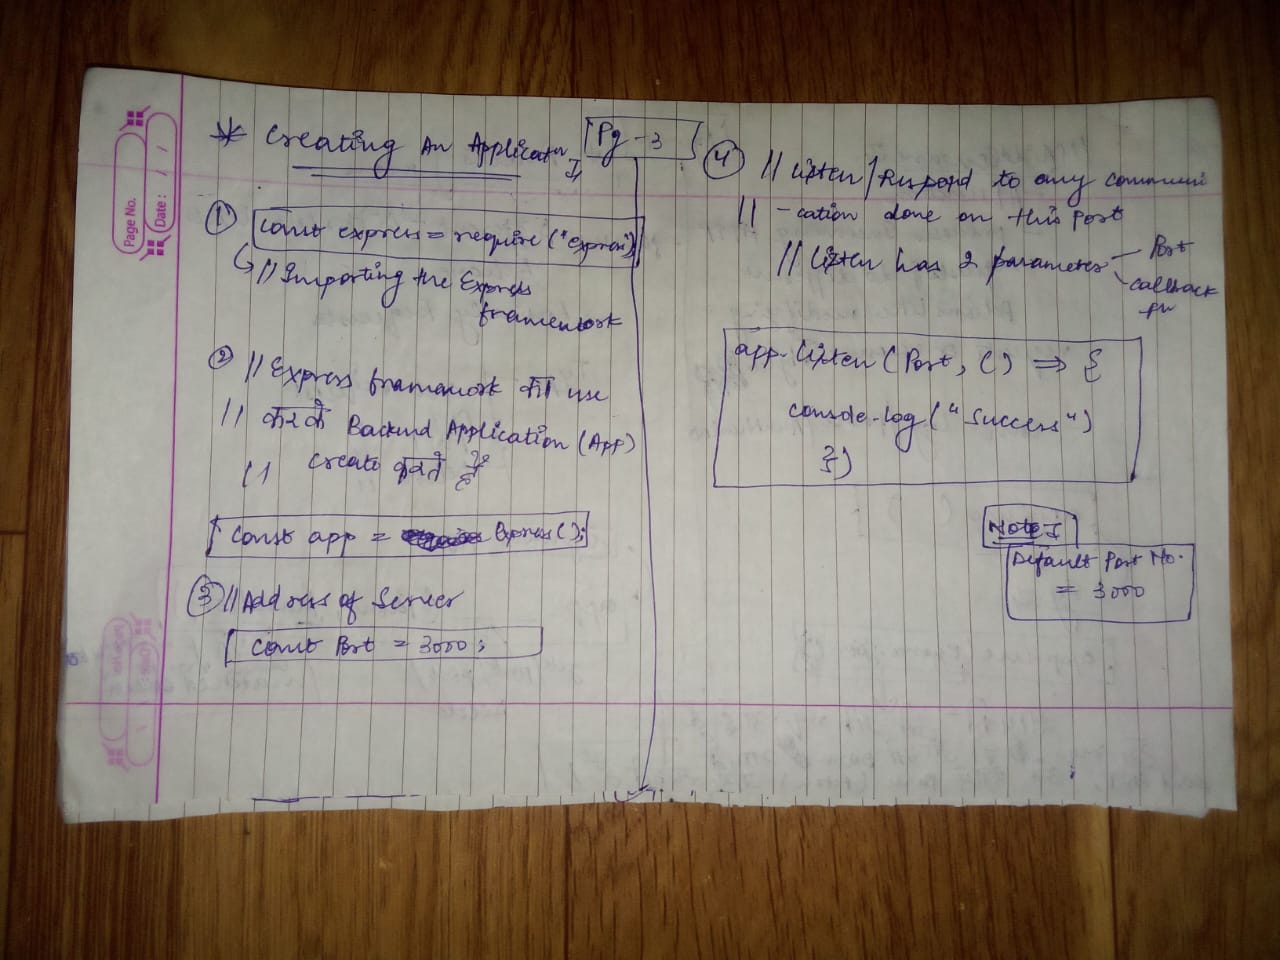 Page No.
Date : / /
* Creating An Application
Pg - 3
① const express = require("express")
// Importing the Express
framework
② // Express framework का use
// करके Backend Application (App)
// create करते है
const app = Express();
③ // Address of Server
const Port = 3000;
④ // listen / Respond to any communi
// - cation done on this port
// listen has 2 parameters Port
callback
fn
app.listen(Port, () => {
console.log("Success")
})
Note I
Default Port No.
= 3000